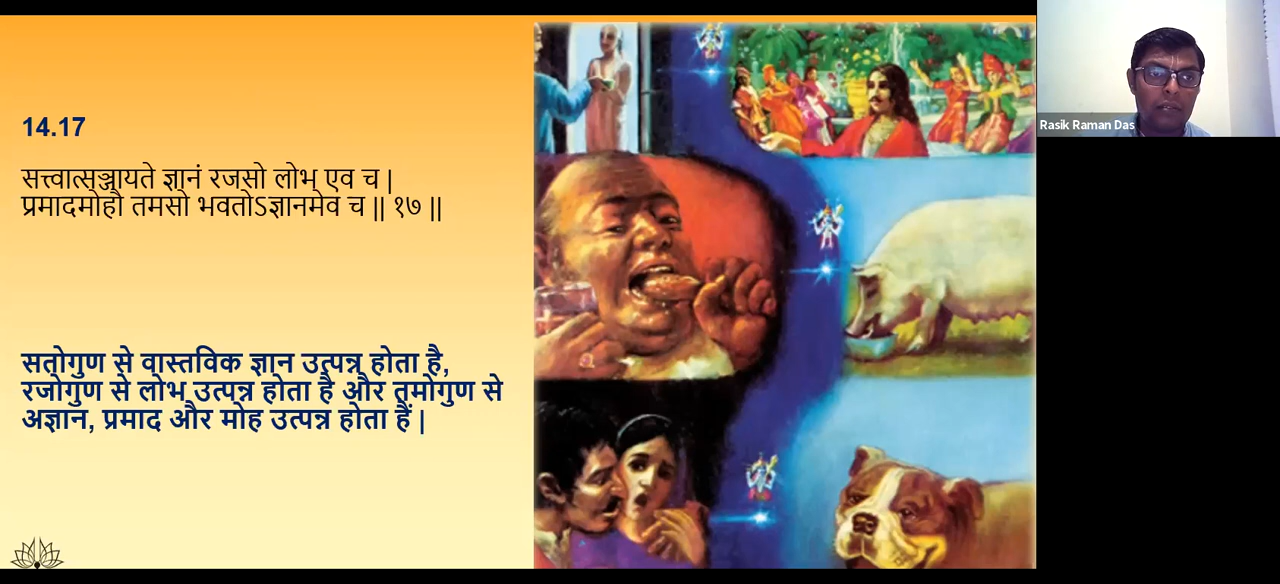 14.17
सत्त्वात्सञ्जायते ज्ञानं रजसो लोभ एव च |
प्रमादमोहौ तमसो भवतोऽज्ञानमेव च || १७ ||
सतोगुण से वास्तविक ज्ञान उत्पन्न होता है,
रजोगुण से लोभ उत्पन्न होता है और तमोगुण से
अज्ञान, प्रमाद और मोह उत्पन्न होता हैं |
Rasik Raman Das